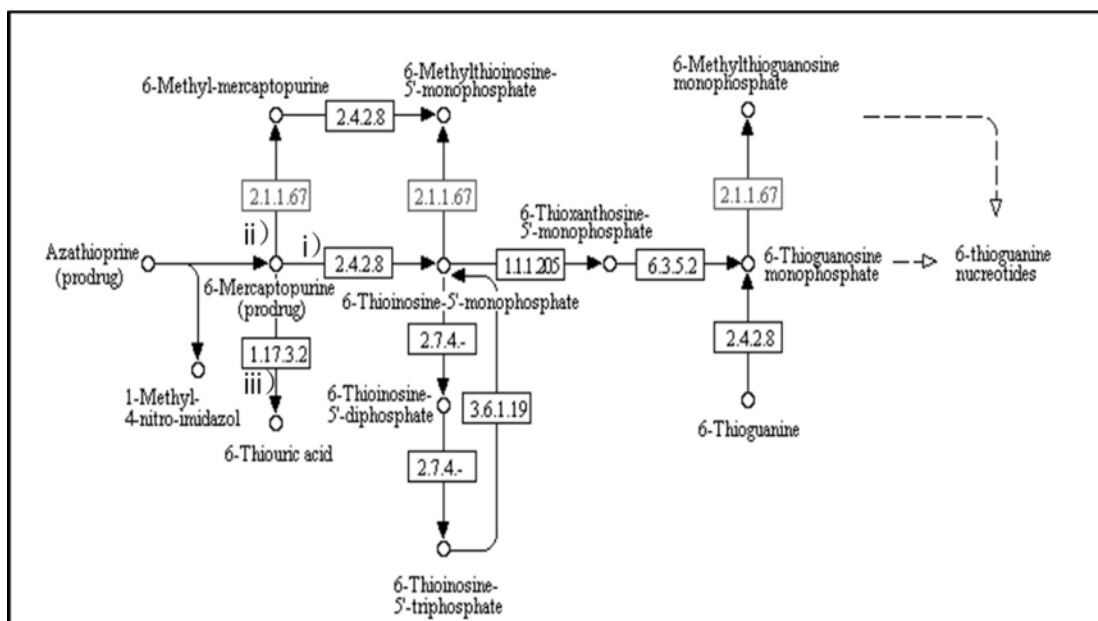 6-Methyl-mercaptopurine
6-Methylthioinosine-
5'-monophosphate
6-Methylthioguanosine
monophosphate
2.4.2.8
2.1.1.67
2.1.1.67
2.1.1.67
6-Thioxanthosine-
5'-monophosphate
ii)
i)
Azathioprine
(prodrug)
2.4.2.8
1.1.1.205
6.3.5.2
6-Thioguanosine
monophosphate
6-thioguanine
nucreotides
6-Mercaptopurine
(prodrug)
6-Thioinosine-5'-monophosphate
1.17.3.2
2.7.4.-
2.4.2.8
iii)
1-Methyl-
4-nitro-imidazol
6-Thioinosine-
5'-diphosphate
3.6.1.19
6-Thioguanine
6-Thiouric acid
2.7.4.-
6-Thioinosine-
5'-triphosphate